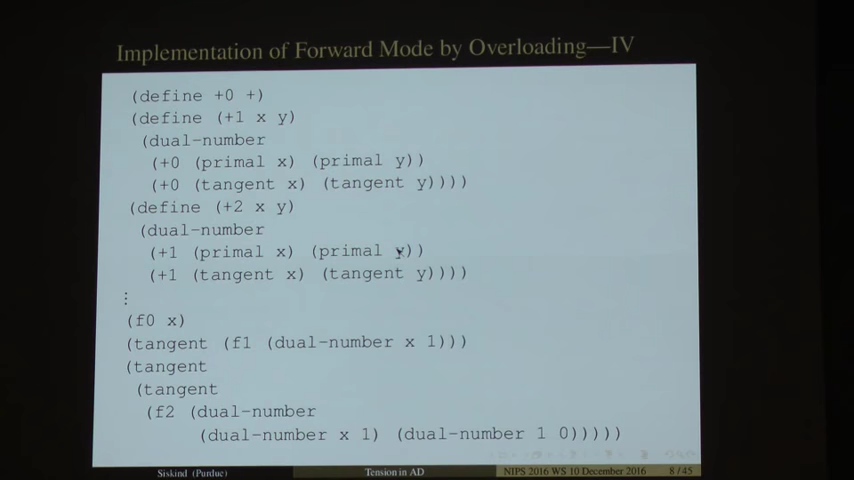 Implementation of Forward Mode by Overloading—IV
(define +0 +)
(define (+1 x y)
(dual-number
(+0 (primal x) (primal y))
(+0 (tangent x) (tangent y))))
(define (+2 x y)
(dual-number
(+1 (primal x) (primal y))
(+1 (tangent x) (tangent y))))
⋮
(f0 x)
(tangent (f1 (dual-number x 1)))
(tangent
(tangent
(f2 (dual-number
(dual-number x 1) (dual-number 1 0)))))
Siskind (Purdue) Tension in AD NIPS 2016 WS 10 December 2016 8 / 45